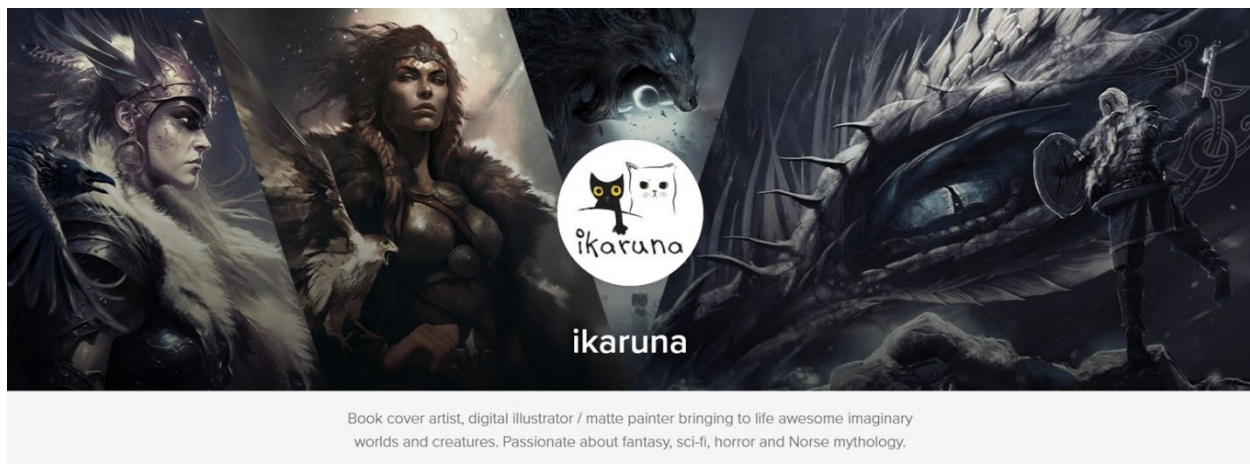 ikaruna
ikaruna
Book cover artist, digital illustrator / matte painter bringing to life awesome imaginary
worlds and creatures. Passionate about fantasy, sci-fi, horror and Norse mythology.